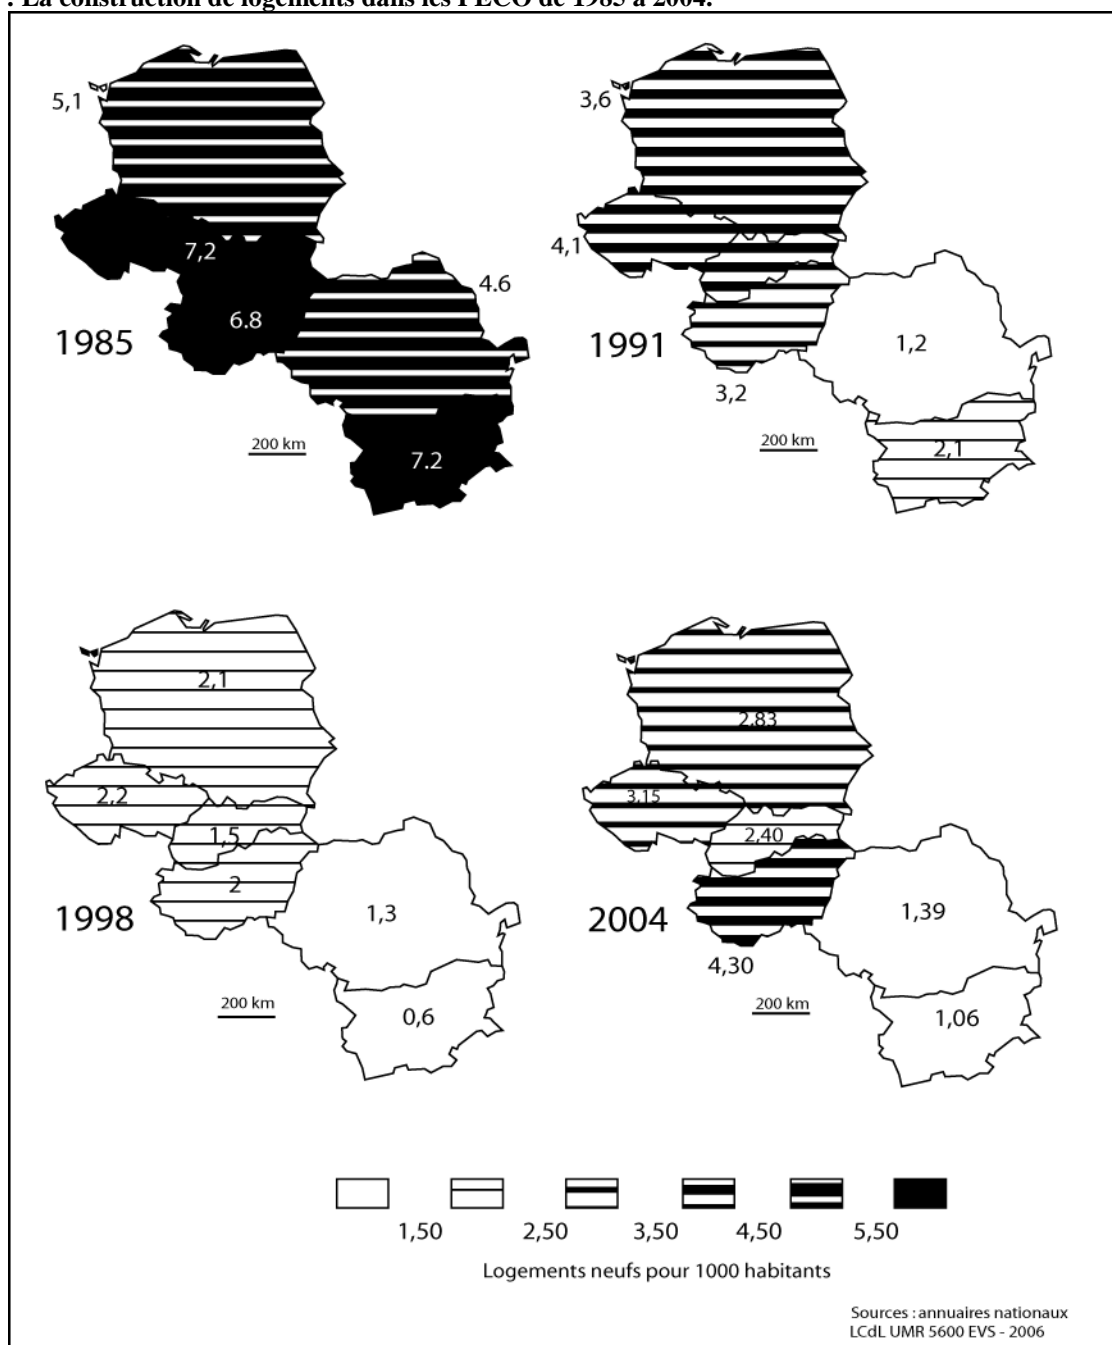 : La construction de logements dans les PECO de 1985 à 2004.
5,1
7,2
4.6
6.8
1985
7.2
200 km
3,6
4,1
1,2
1991
3,2
2,1
200 km
2,1
2,2
1,5
2
1,3
1998
0,6
200 km
2,83
3,15
2,40
1,39
2004
4,30
1,06
200 km
1,50 2,50 3,50 4,50 5,50
Logements neufs pour 1000 habitants
Sources : annuaires nationaux
LCdL UMR 5600 EVS - 2006